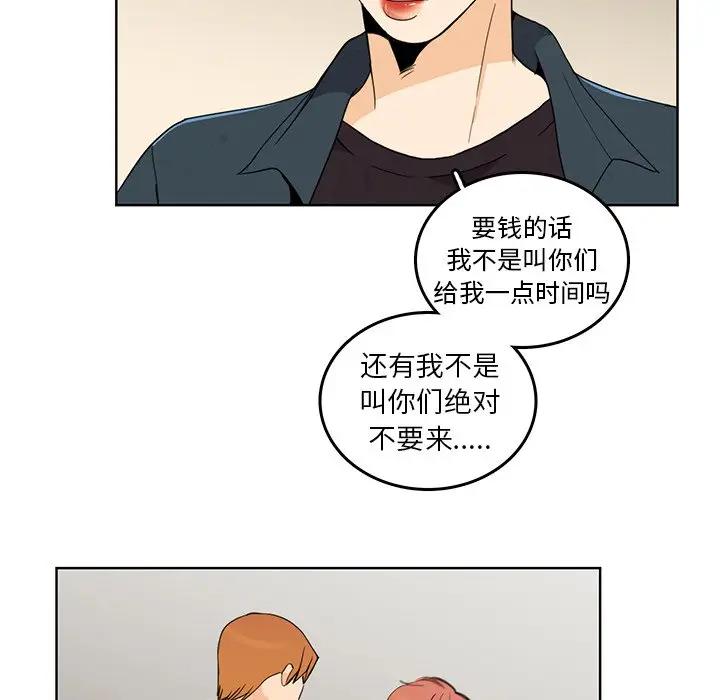 要钱的话
我不是叫你们
给我一点时间吗
还有我不是
叫你们绝对
不要来.....